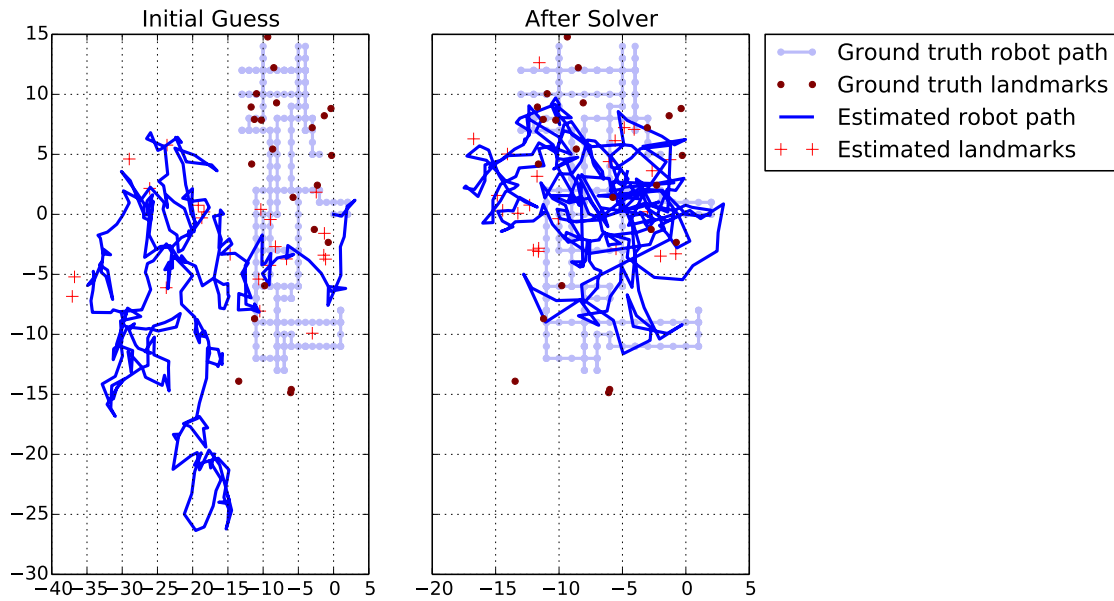 Initial Guess
After Solver
15
10
5
0
−5
−10
−15
−20
−25
−30
−40 −35 −30 −25 −20 −15 −10 −5 0 5
−20 −15 −10 −5 0 5
Ground truth robot path
Ground truth landmarks
Estimated robot path
Estimated landmarks